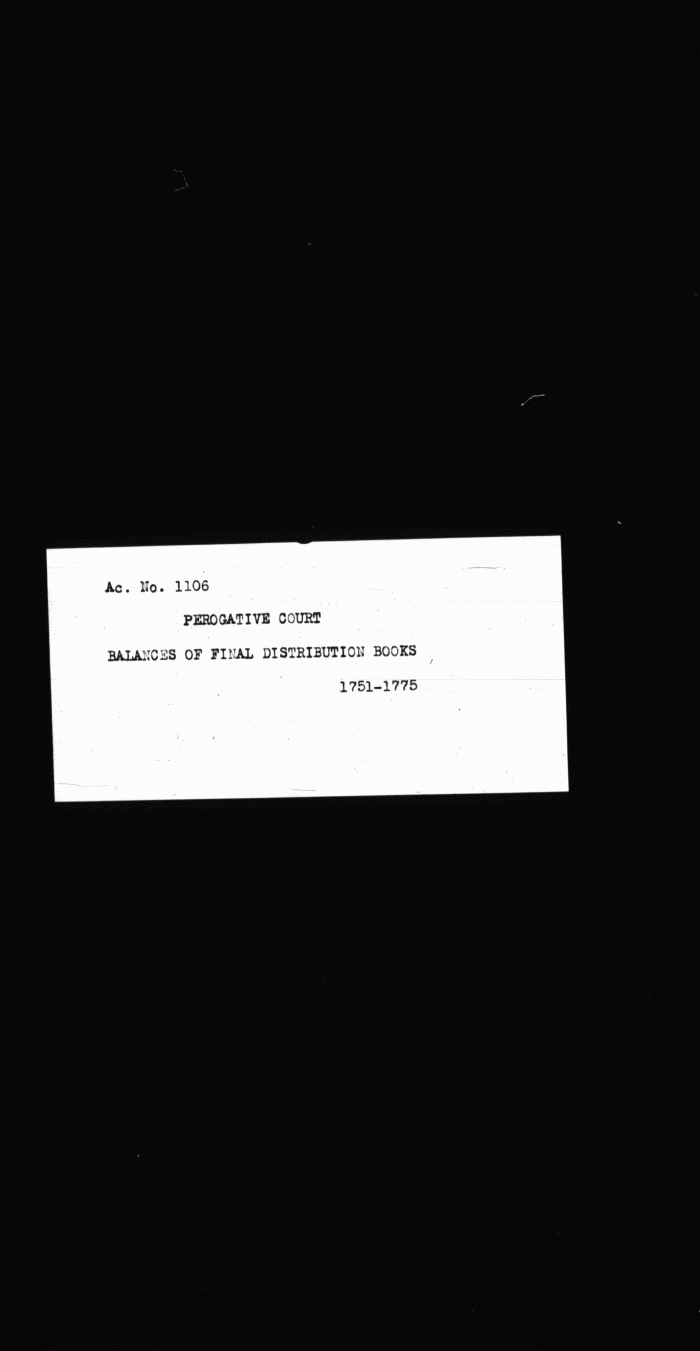 Ac. No. 1106
PEROGATIVE COURT
BALANCES OF FINAL DISTRIBUTION BOOKS
1751-1775